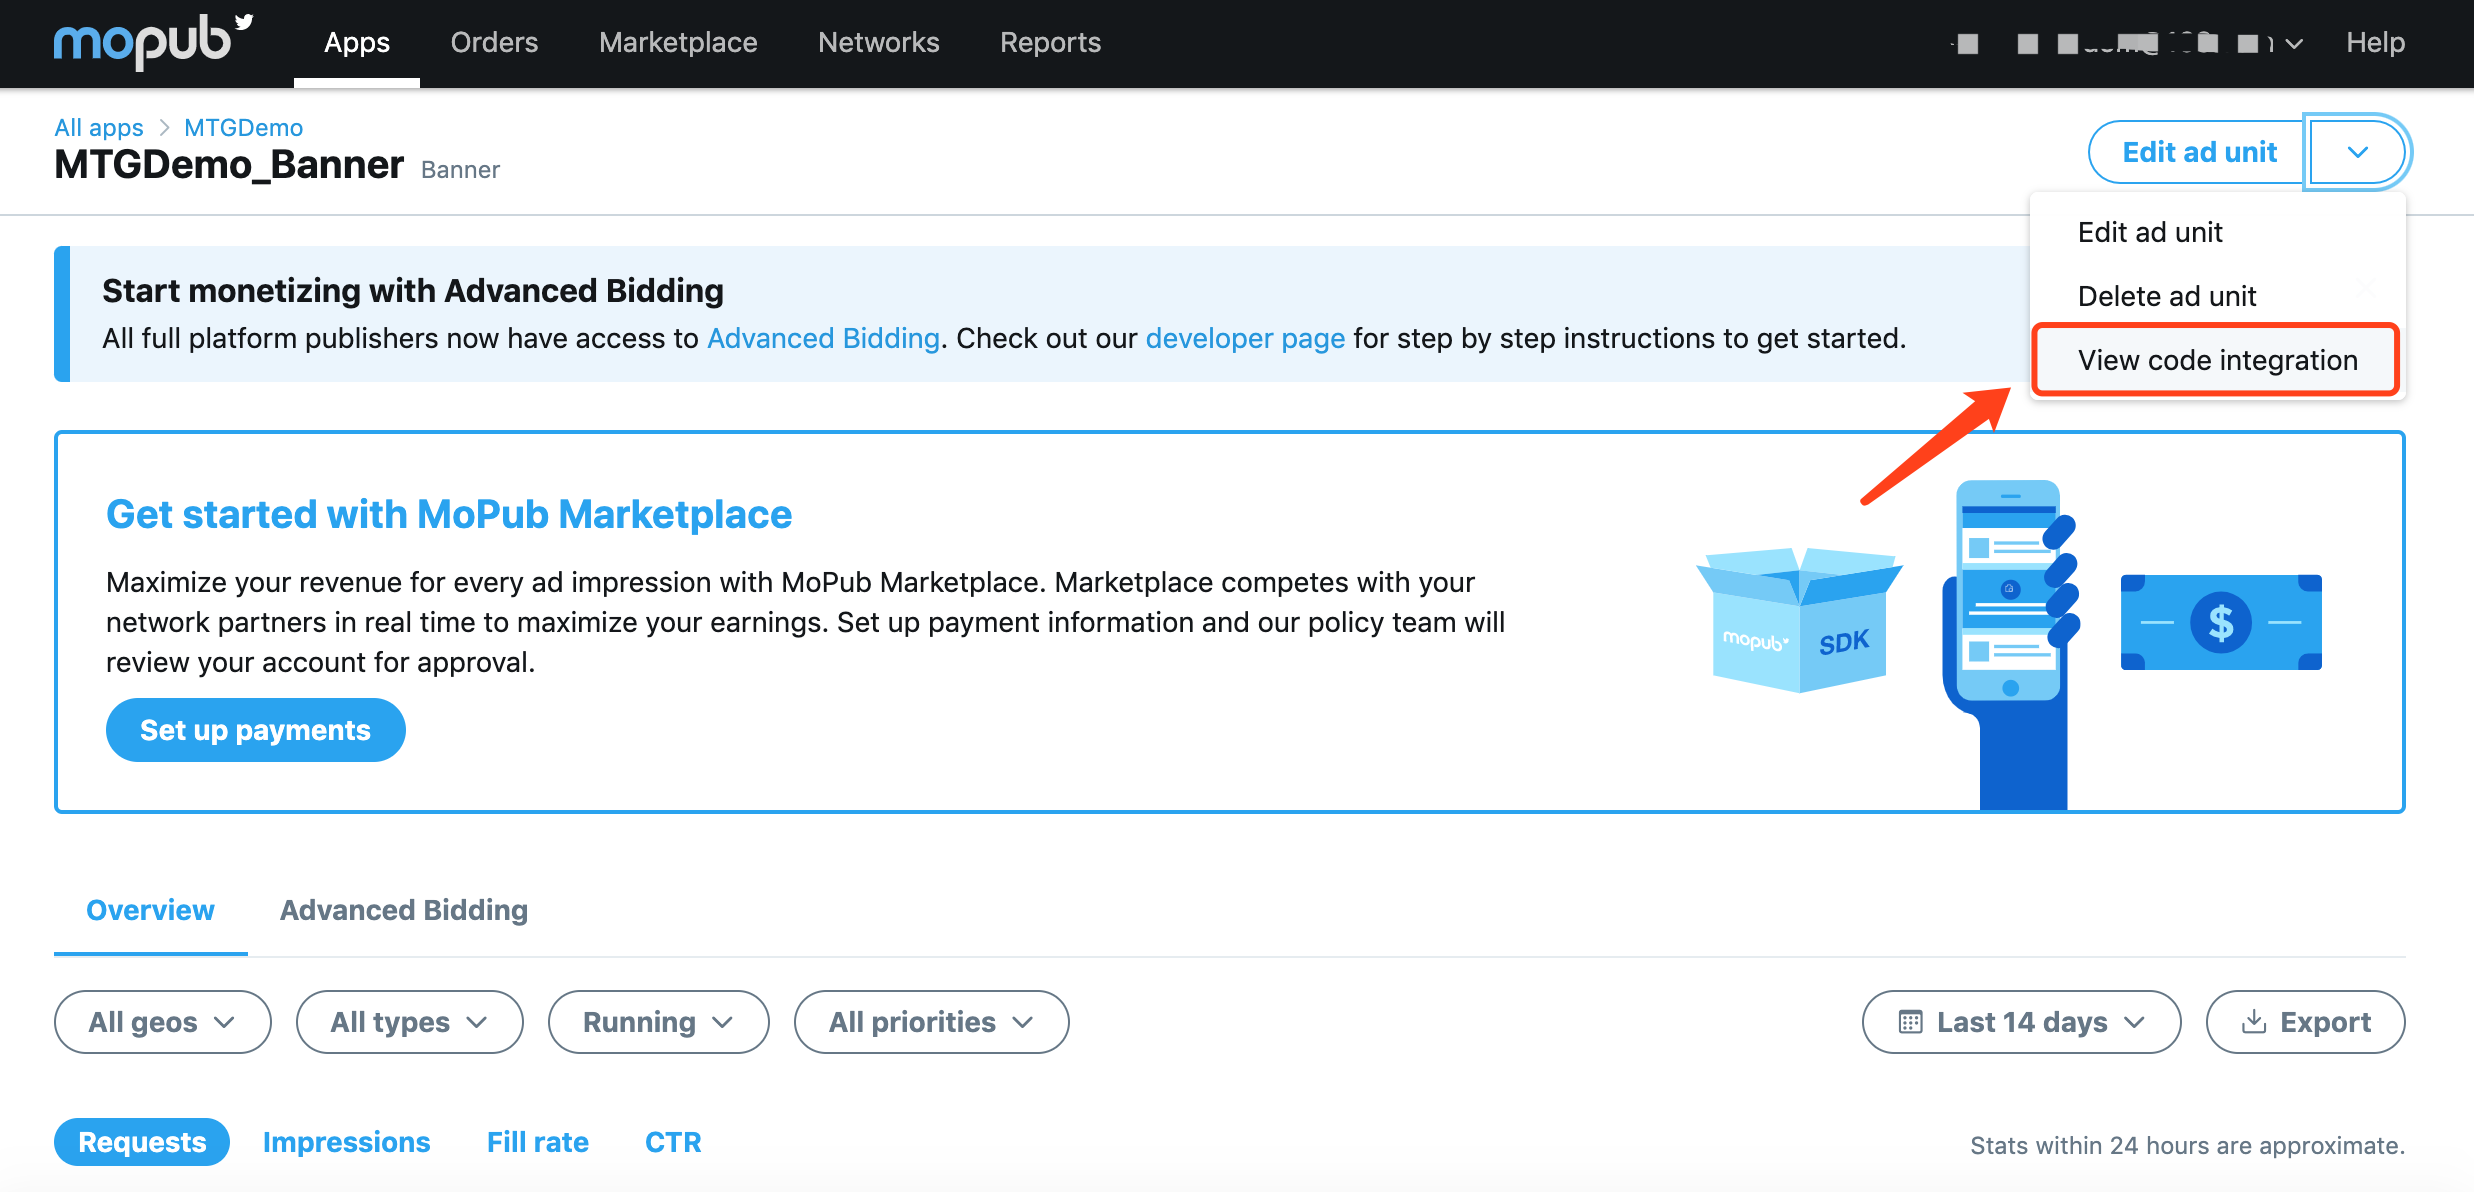 mopub
Apps Orders Marketplace Networks Reports Help
All apps MTGDemo
MTGDemo_Banner Banner
Edit ad unit
Edit ad unit
Delete ad unit
View code integration
Start monetizing with Advanced Bidding
All full platform publishers now have access to Advanced Bidding. Check out our developer page for step by step instructions to get started.
Get started with MoPub Marketplace
Maximize your revenue for every ad impression with MoPub Marketplace. Marketplace competes with your
network partners in real time to maximize your earnings. Set up payment information and our policy team will
review your account for approval.
Set up payments
mopub SDK
$
Overview Advanced Bidding
All geos All types Running All priorities Last 14 days Export
Requests Impressions Fill rate CTR
Stats within 24 hours are approximate.